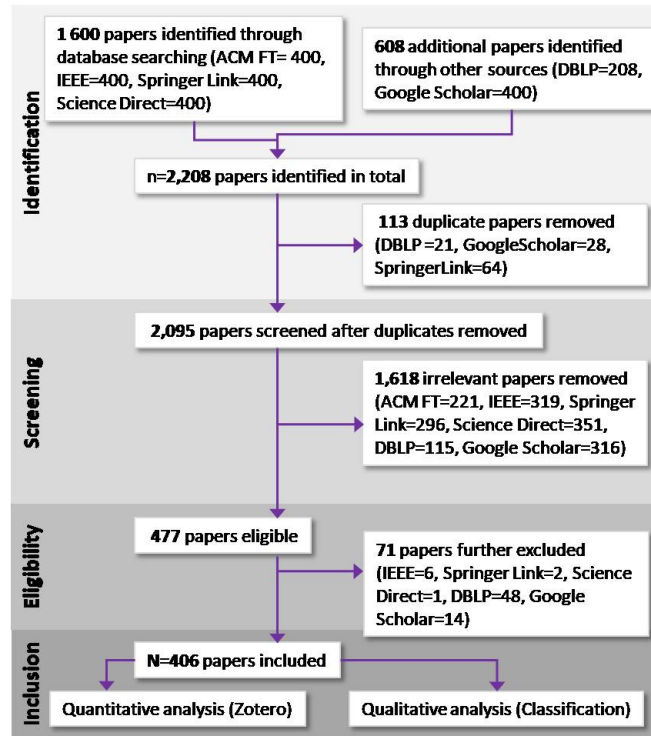 Identification
1 600 papers identified through
database searching (ACM FT= 400,
IEEE=400, Springer Link=400,
Science Direct=400)
608 additional papers identified
through other sources (DBLP=208,
Google Scholar=400)
n=2,208 papers identified in total
113 duplicate papers removed
(DBLP =21, GoogleScholar=28,
SpringerLink=64)
Screening
2,095 papers screened after duplicates removed
1,618 irrelevant papers removed
(ACM FT=221, IEEE=319, Springer
Link=296, Science Direct=351,
DBLP=115, Google Scholar=316)
Eligibility
477 papers eligible
71 papers further excluded
(IEEE=6, Springer Link=2, Science
Direct=1, DBLP=48, Google
Scholar=14)
Inclusion
N=406 papers included
Quantitative analysis (Zotero)
Qualitative analysis (Classification)